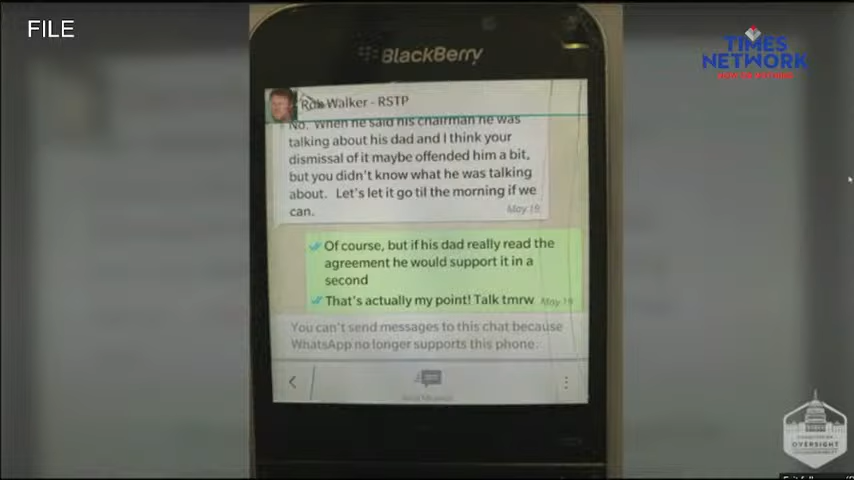 FILE
TIMES
NETWORK
BlackBerry
Rob Walker - RSTP
No. When he said his chairman he was
talking about his dad and I think your
dismissal of it maybe offended him a bit,
but you didn't know what he was talking
about. Let's let it go til the morning if we
can.
May 19
Of course, but if his dad really read the
agreement he would support it in a
second
That's actually my point! Talk tmrw
May 19
You can't send messages to this chat because
WhatsApp no longer supports this phone.
OVERSIGHT